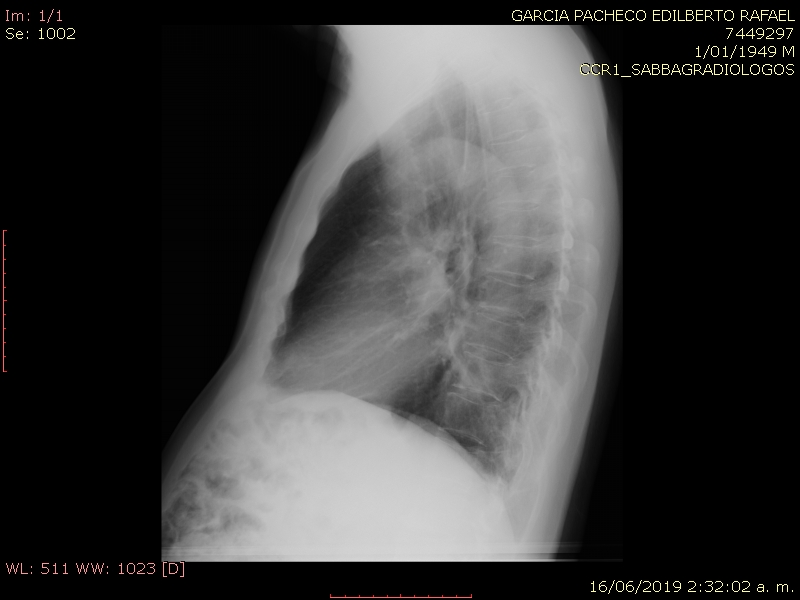 Im: 1/1
Se: 1002
GARCIA PACHECO EDILBERTO RAFAEL
7449297
1/01/1949 M
CCR1_SABBAGRADIOLOGOS
WL: 511 WW: 1023 [D]
16/06/2019 2:32:02 a. m.